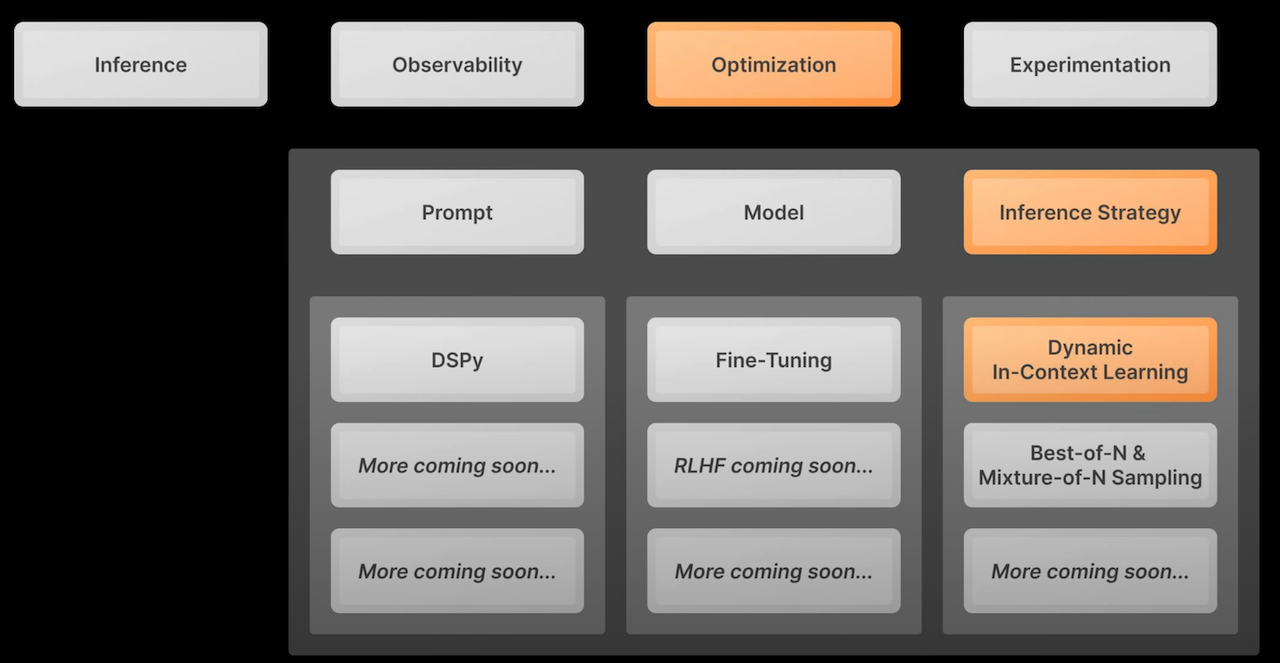 Inference
Observability
Optimization
Experimentation
Prompt
Model
Inference Strategy
DSPy
Fine-Tuning
Dynamic
In-Context Learning
More coming soon...
RLHF coming soon...
Best-of-N &
Mixture-of-N Sampling
More coming soon...
More coming soon...
More coming soon...